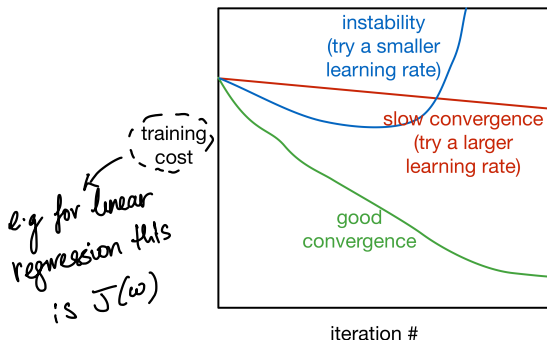 instability
(try a smaller
learning rate)
slow convergence
(try a larger
learning rate)
training
cost
e.g for linear
regression this
is J(w)
good
convergence
iteration #